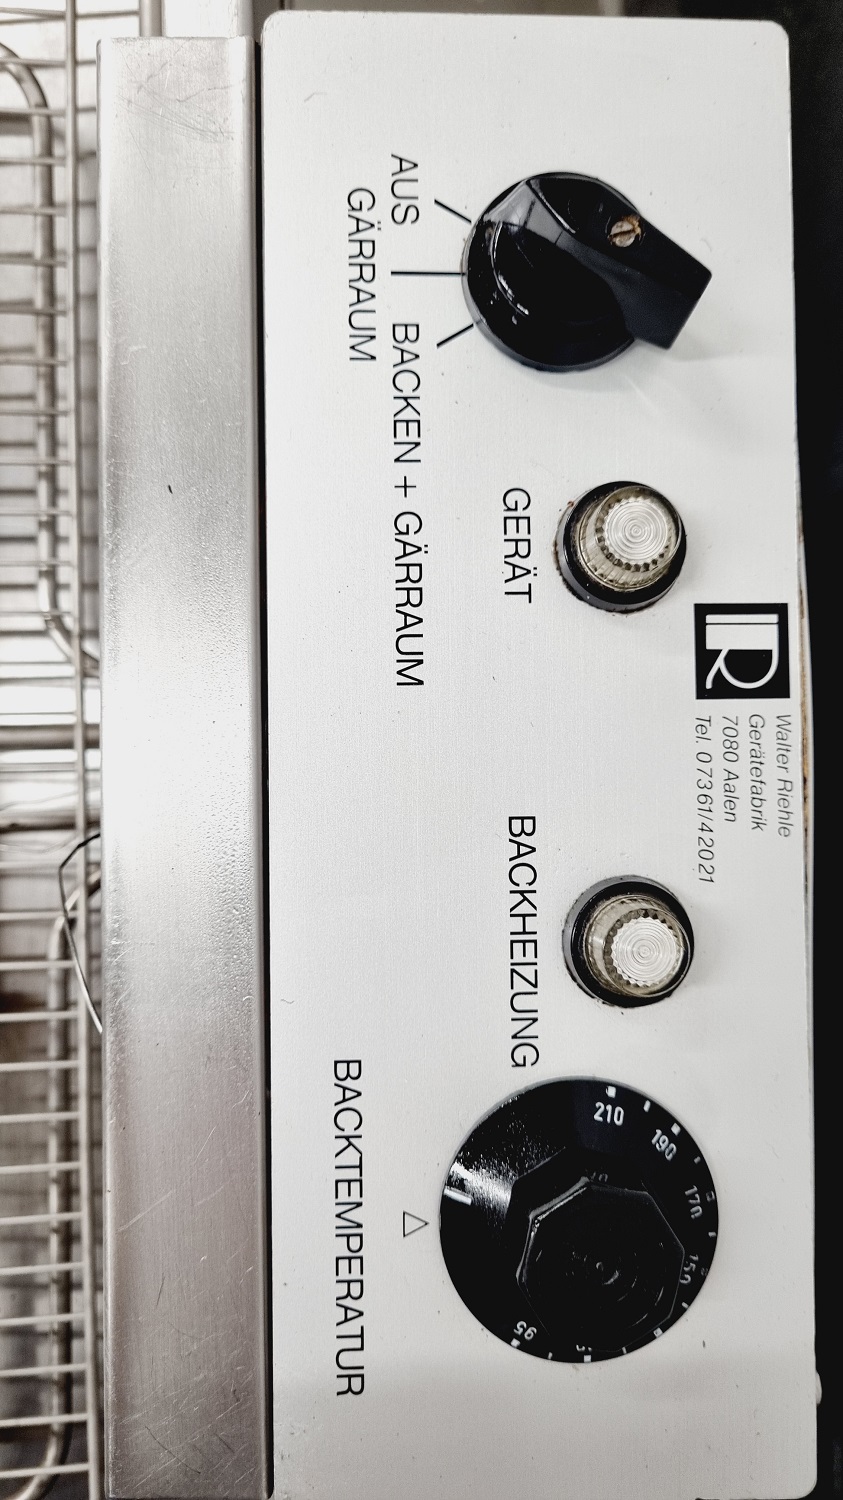 R
Walter Riehle
Gerätefabrik
7080 Aalen
Tel. 07361/42021
GERÄT
BACKHEIZUNG
AUS
BACKEN + GÄRRAUM
GÄRRAUM
210
190
170
150
95
BACKTEMPERATUR